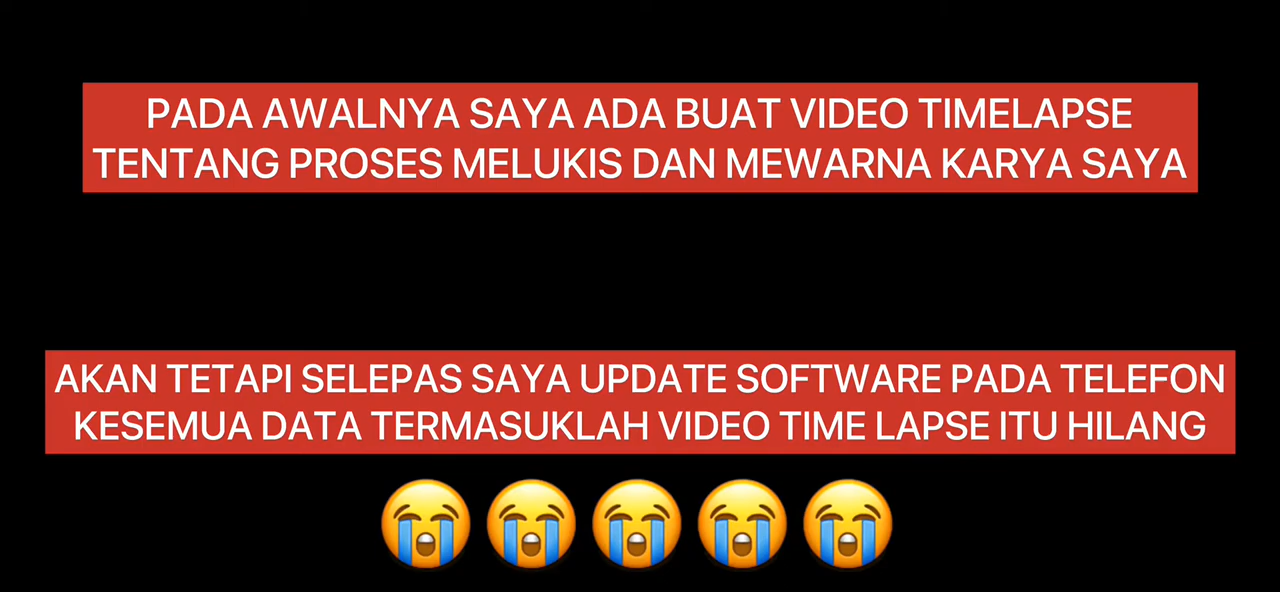 PADA AWALNYA SAYA ADA BUAT VIDEO TIMELAPSE
TENTANG PROSES MELUKIS DAN MEWARNA KARYA SAYA
AKAN TETAPI SELEPAS SAYA UPDATE SOFTWARE PADA TELEFON
KESEMUA DATA TERMASUKLAH VIDEO TIME LAPSE ITU HILANG
😭😭😭😭😭